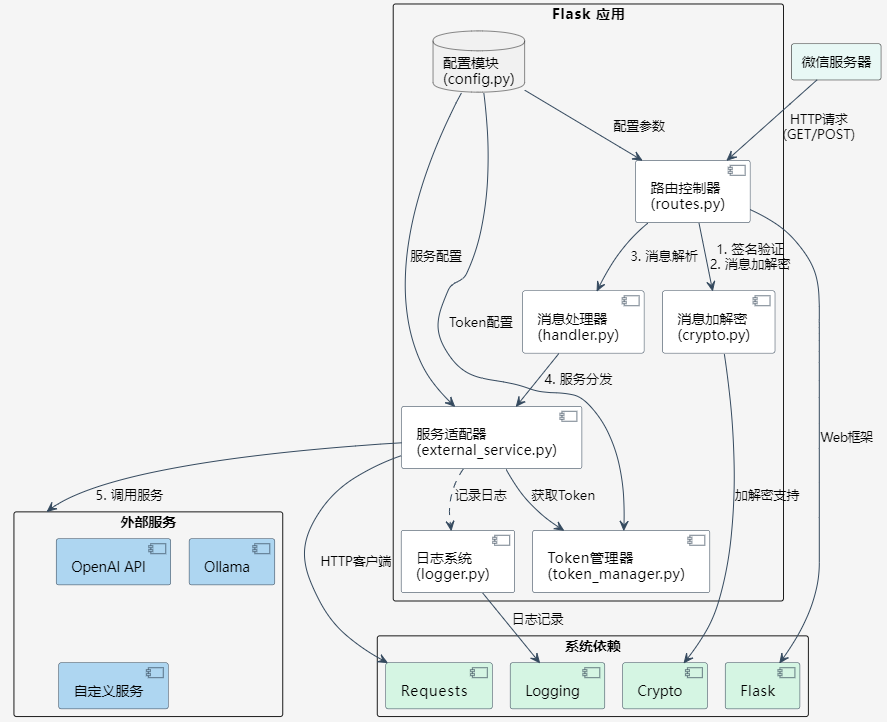 Flask 应用
配置模块
(config.py)
微信服务器
配置参数
HTTP请求
(GET/POST)
路由控制器
(routes.py)
服务配置
3. 消息解析
1. 签名验证
2. 消息加解密
Token配置
消息处理器
(handler.py)
消息加解密
(crypto.py)
4. 服务分发
服务适配器
(external_service.py)
Web框架
5. 调用服务
记录日志
获取Token
加解密支持
外部服务
OpenAI API
Ollama
HTTP客户端
日志系统
(logger.py)
Token管理器
(token_manager.py)
日志记录
系统依赖
自定义服务
Requests
Logging
Crypto
Flask